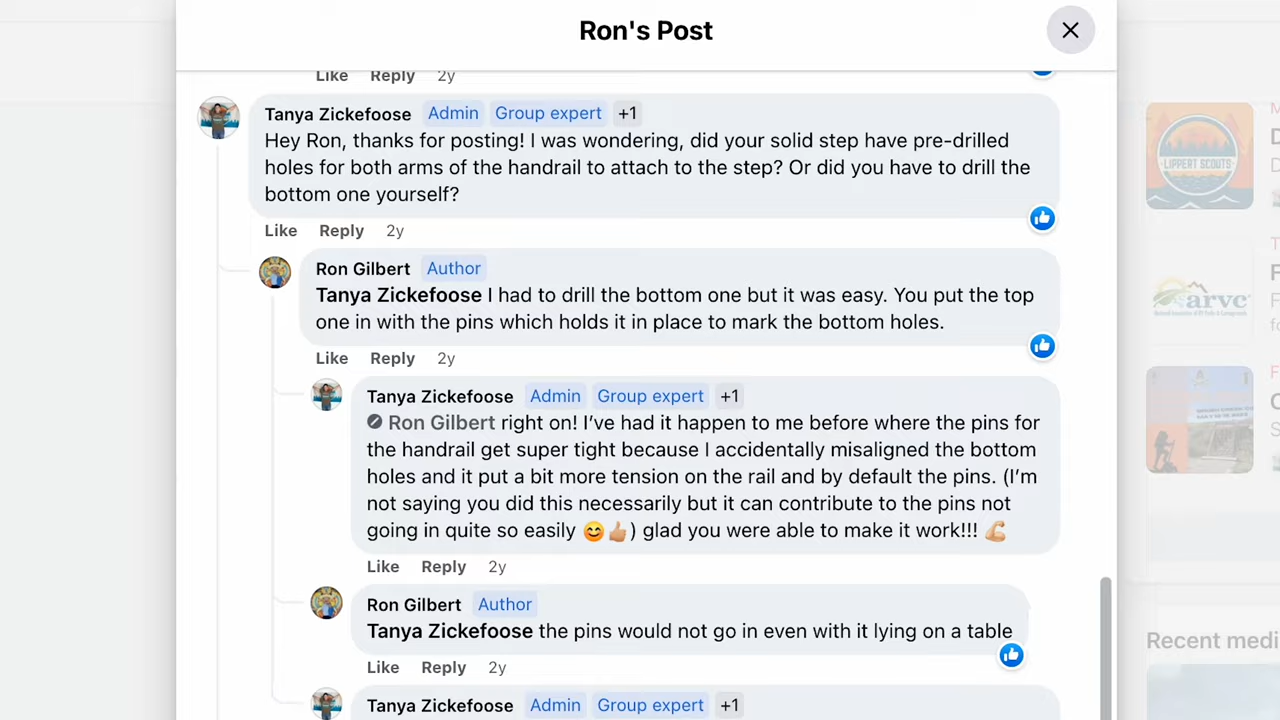 Ron's Post
Like Reply 2y
Tanya Zickefoose Admin Group expert +1
Hey Ron, thanks for posting! I was wondering, did your solid step have pre-drilled
holes for both arms of the handrail to attach to the step? Or did you have to drill the
bottom one yourself?
Like Reply 2y
Ron Gilbert Author
Tanya Zickefoose I had to drill the bottom one but it was easy. You put the top
one in with the pins which holds it in place to mark the bottom holes.
Like Reply 2y
Tanya Zickefoose Admin Group expert +1
Ron Gilbert right on! I’ve had it happen to me before where the pins for
the handrail get super tight because I accidentally misaligned the bottom
holes and it put a bit more tension on the rail and by default the pins. (I’m
not saying you did this necessarily but it can contribute to the pins not
going in quite so easily 😊👍🏼) glad you were able to make it work!!! 💪🏼
Like Reply 2y
Ron Gilbert Author
Tanya Zickefoose the pins would not go in even with it lying on a table
Like Reply 2y
Tanya Zickefoose Admin Group expert +1
LIPPERT SCOUTS
arvc
Recent medi